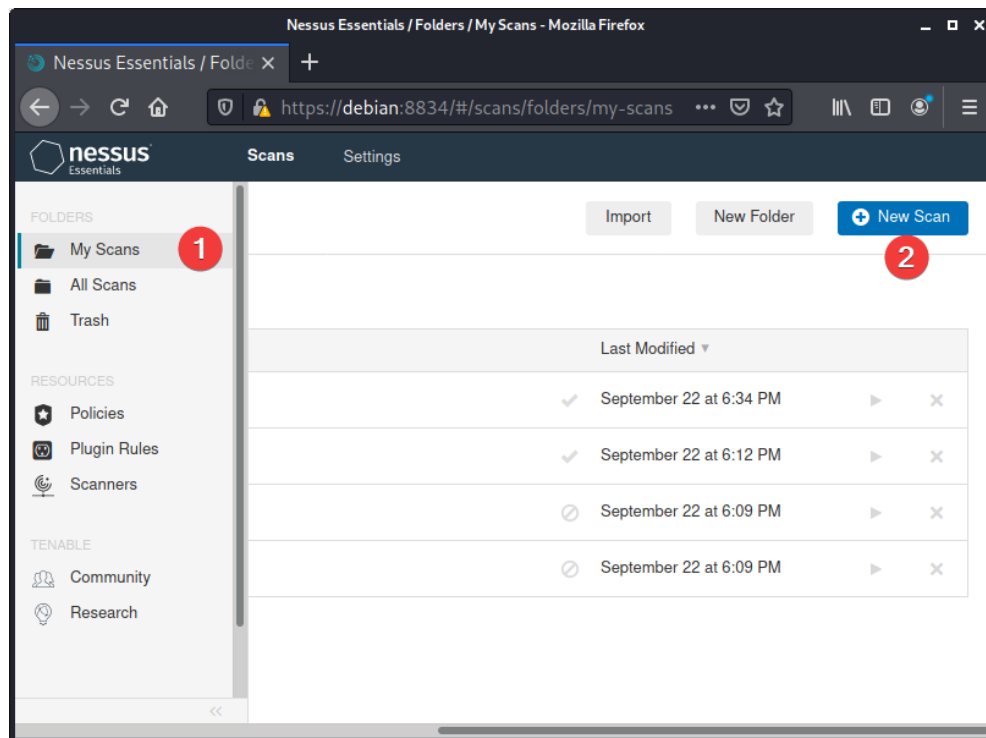 Nessus Essentials / Folders / My Scans - Mozilla Firefox
Nessus Essentials / Folde
https://debian:8834/#/scans/folders/my-scans
nessus
Essentials
Scans Settings
FOLDERS
My Scans 1
All Scans
Trash
RESOURCES
Policies
Plugin Rules
Scanners
TENABLE
Community
Research
Import New Folder New Scan
2
Last Modified
September 22 at 6:34 PM
September 22 at 6:12 PM
September 22 at 6:09 PM
September 22 at 6:09 PM